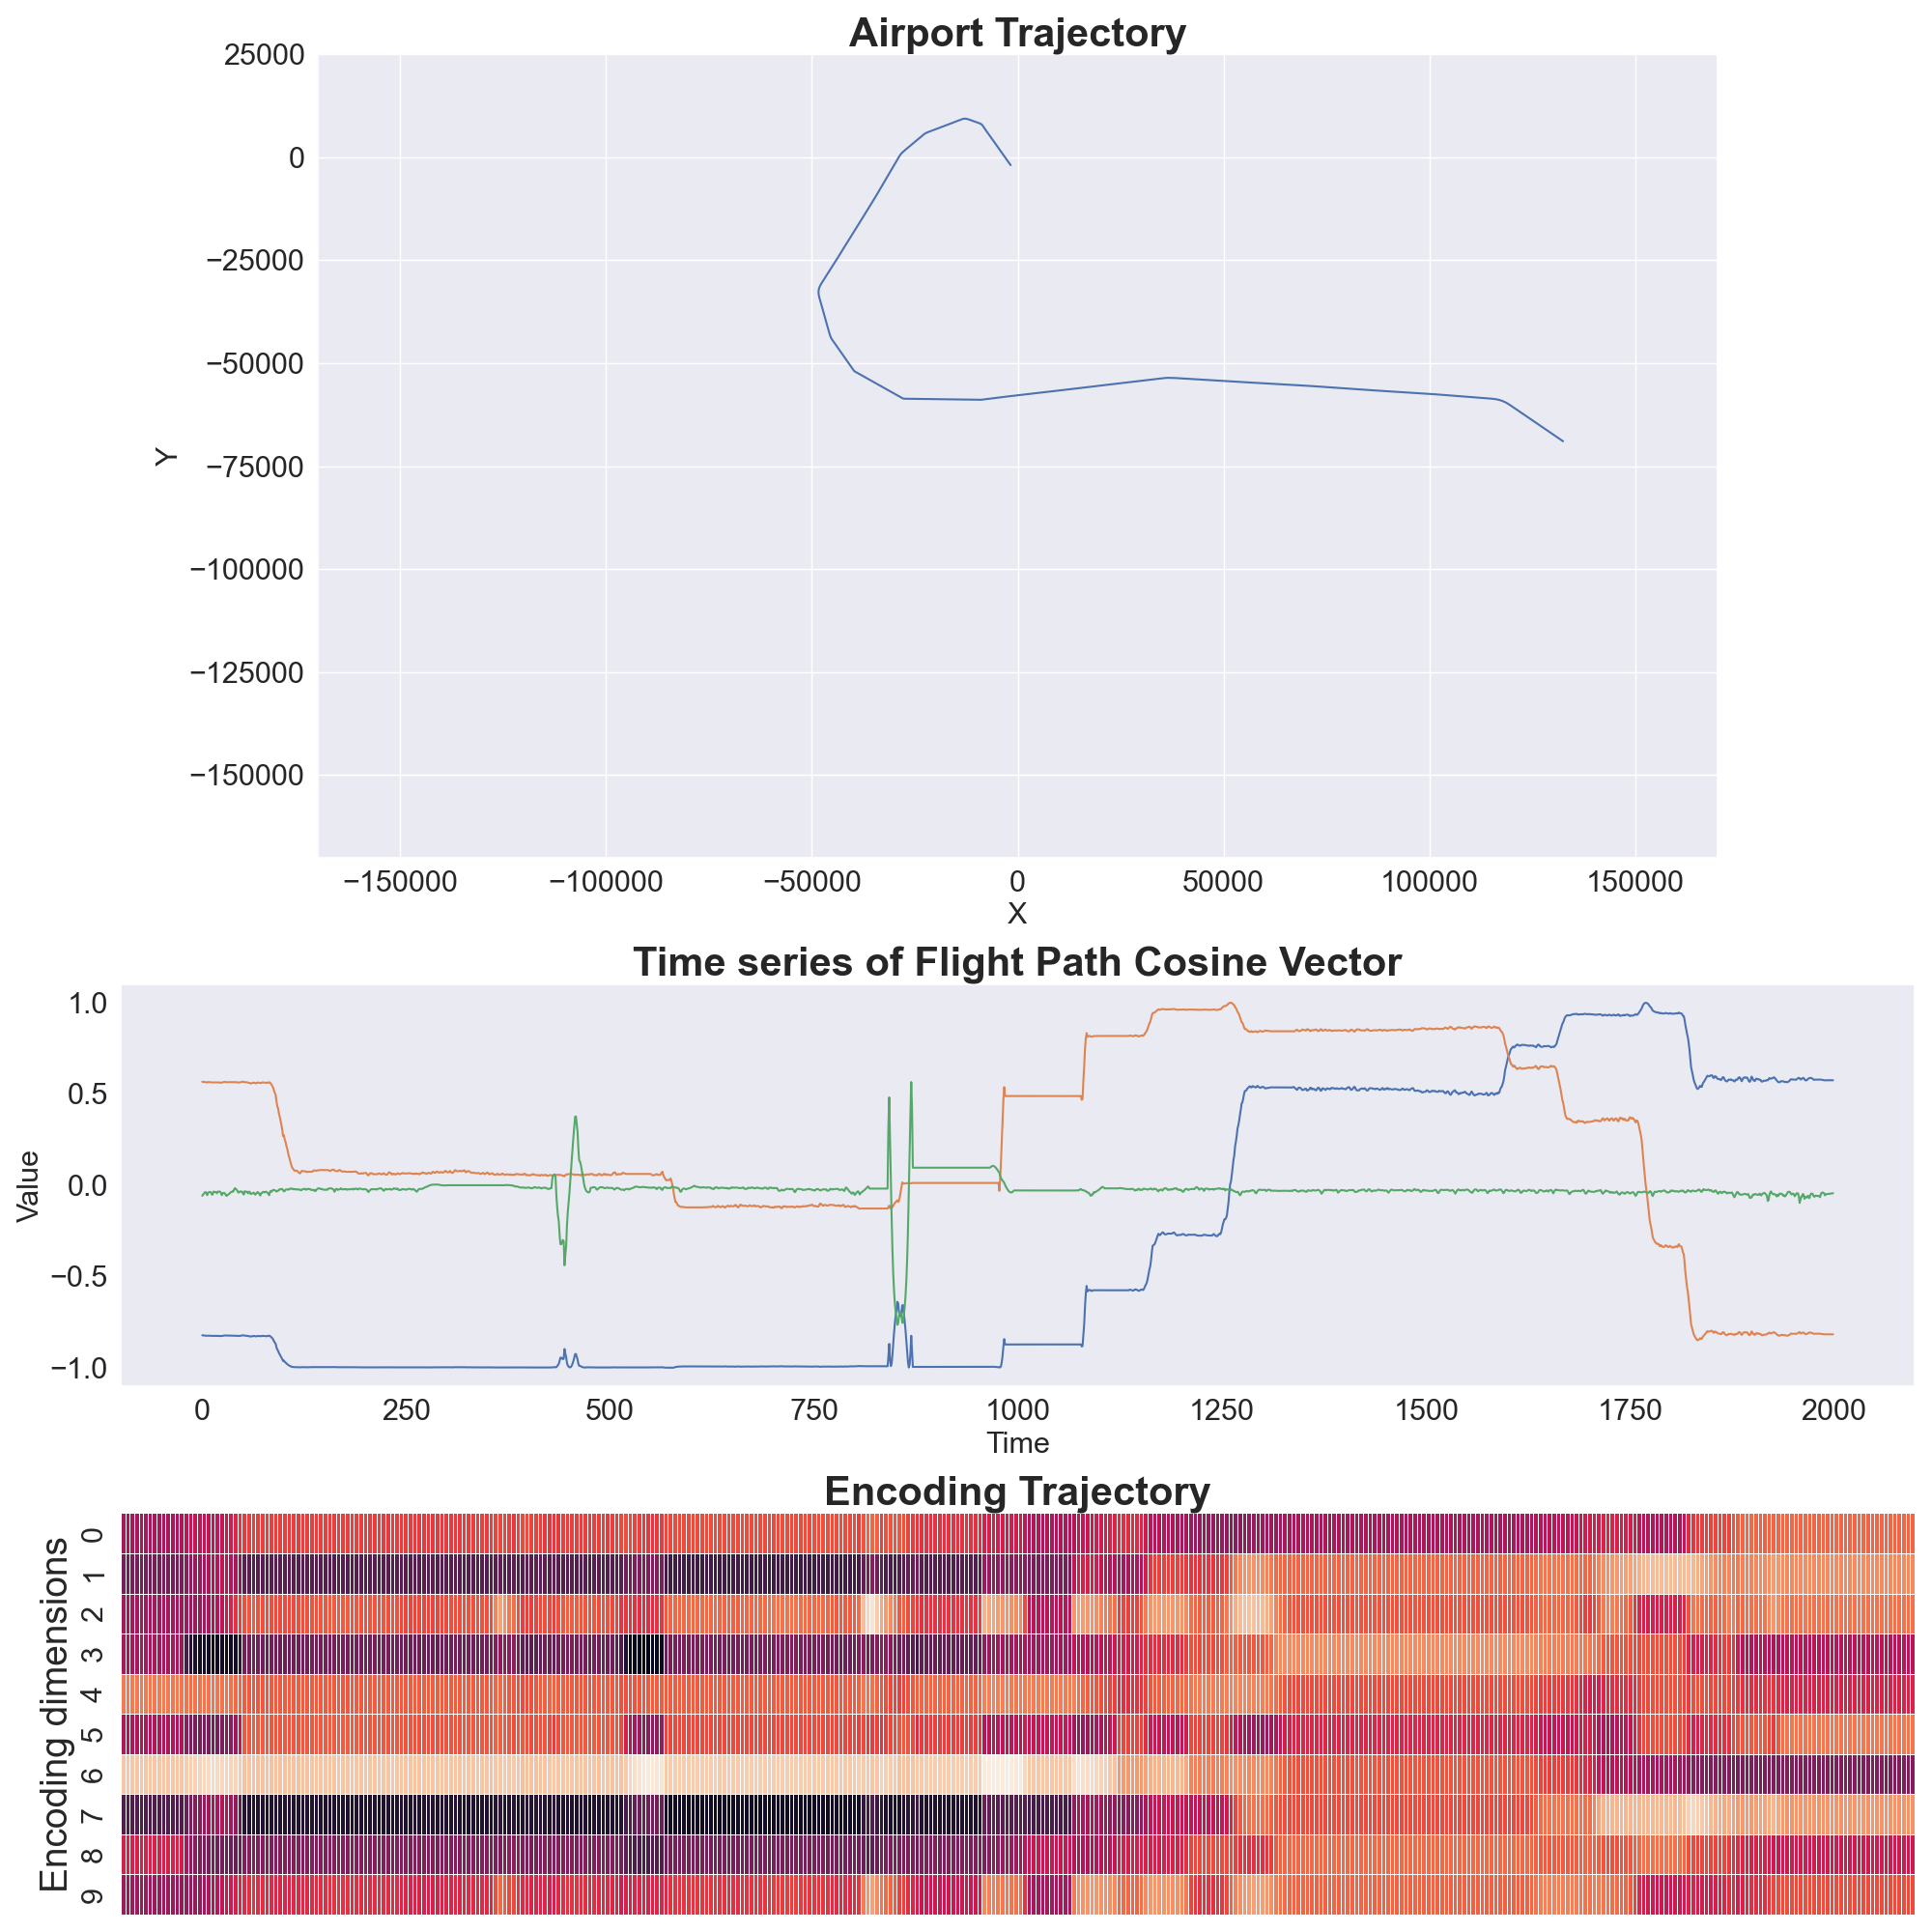 Airport Trajectory
25000
0
−25000
−50000
−75000
−100000
−125000
−150000
Y
−150000 −100000 −50000 0 50000 100000 150000
X
Time series of Flight Path Cosine Vector
1.0
0.5
0.0
−0.5
−1.0
Value
0 250 500 750 1000 1250 1500 1750 2000
Time
Encoding Trajectory
Encoding dimensions
0
1
2
3
4
5
6
7
8
9